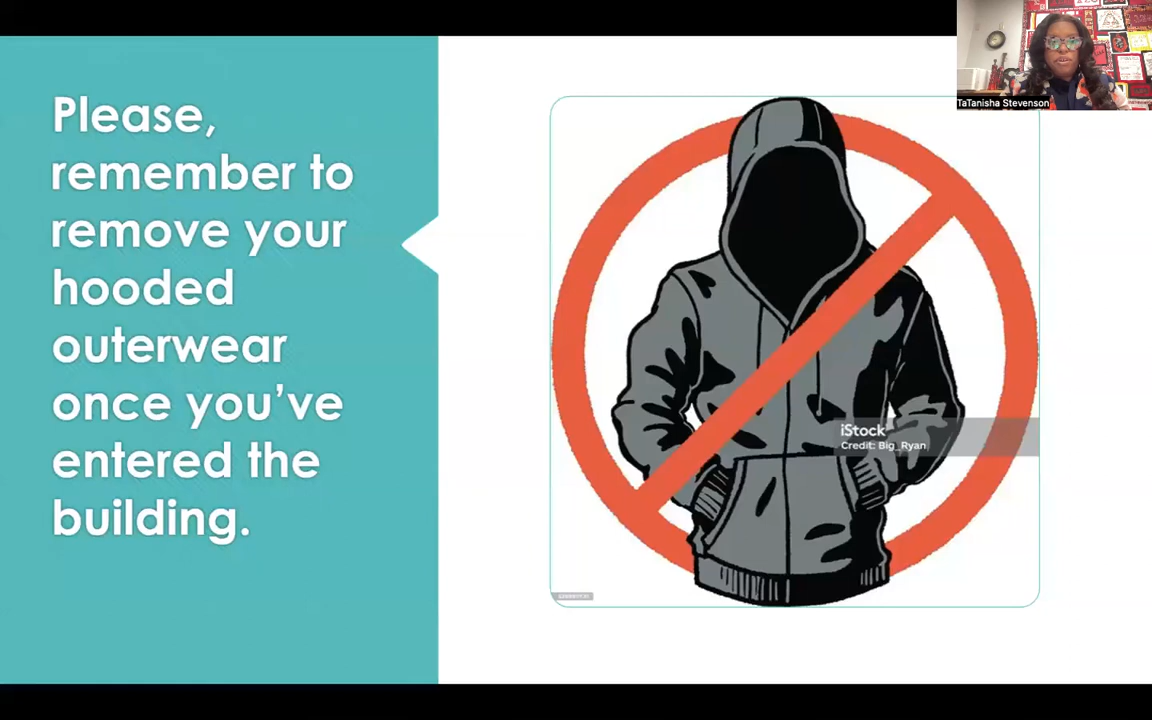 Please,
remember to
remove your
hooded
outerwear
once you've
entered the
building.
TaTanisha Stevenson
iStock
Credit: Big_Ryan